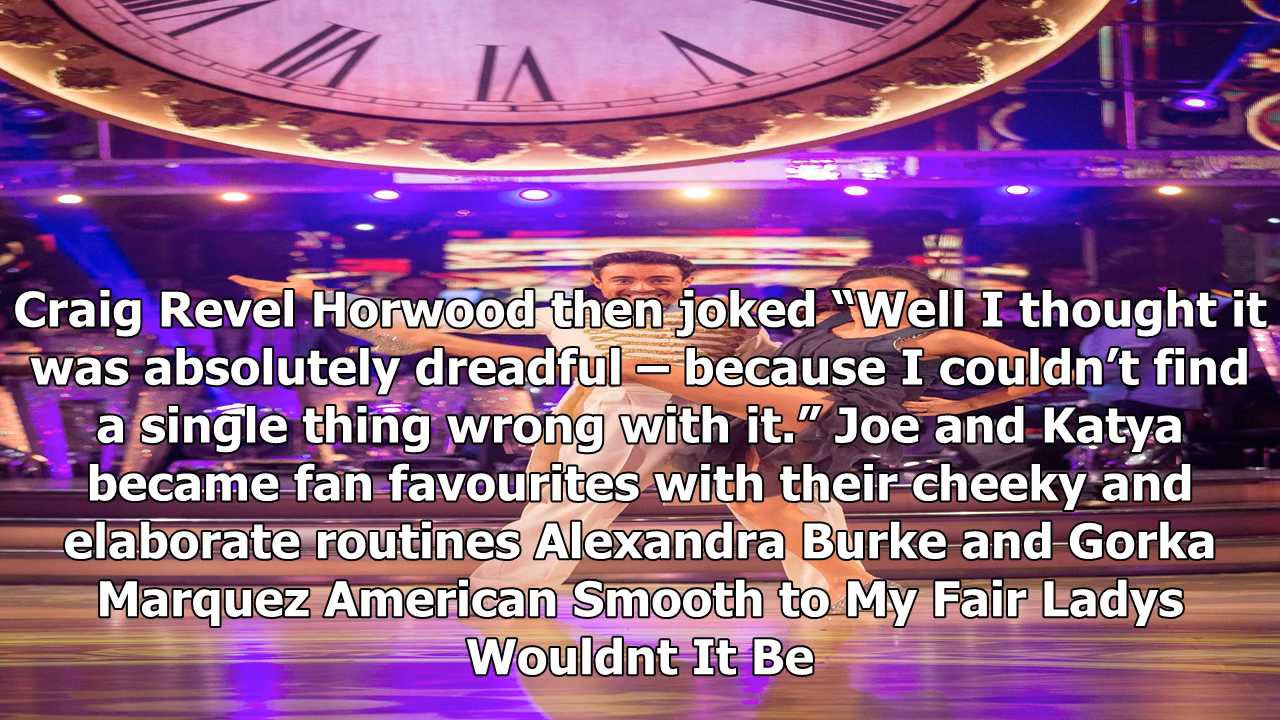 Craig Revel Horwood then joked “Well I thought it
was absolutely dreadful – because I couldn’t find
a single thing wrong with it.” Joe and Katya
became fan favourites with their cheeky and
elaborate routines Alexandra Burke and Gorka
Marquez American Smooth to My Fair Ladys
Wouldnt It Be